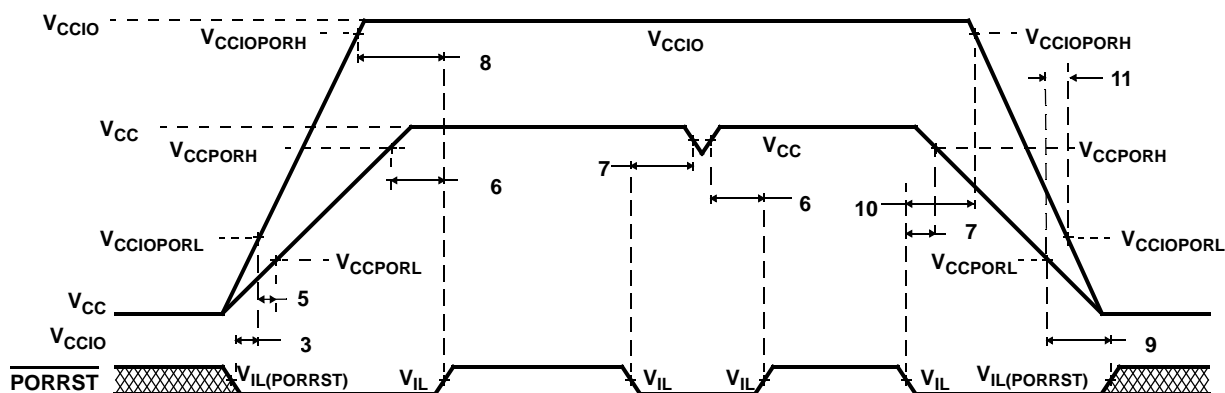 VCCIO
VCCIOPORH
VCCIO
VCCIOPORH
8
11
VCC
VCCPORH
VCC
VCCPORH
7
6
6
10
7
VCCIOPORL
VCCIOPORL
VCCPORL
VCCPORL
VCC
5
VCCIO
3
9
PORRST
VIL(PORRST)
VIL
VIL
VIL
VIL
VIL(PORRST)